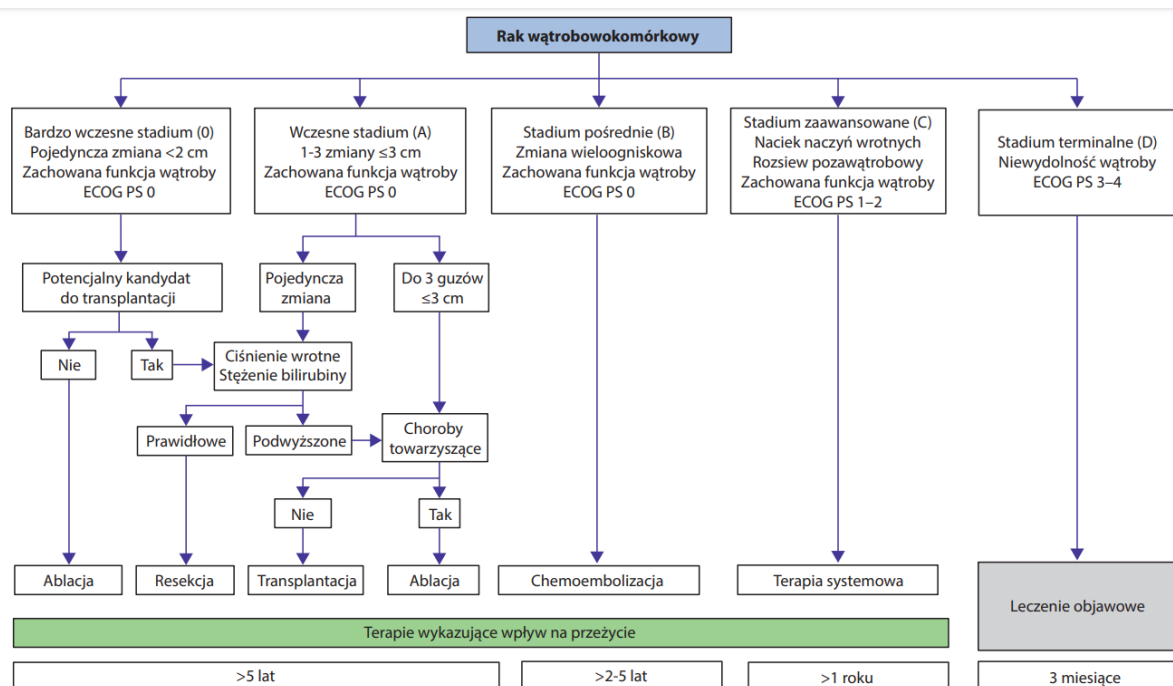 Rak wątrobowokomórkowy
Bardzo wczesne stadium (0)
Pojedyncza zmiana <2 cm
Zachowana funkcja wątroby
ECOG PS 0
Wczesne stadium (A)
1-3 zmiany ≤3 cm
Zachowana funkcja wątroby
ECOG PS 0
Stadium pośrednie (B)
Zmiana wieloogniskowa
Zachowana funkcja wątroby
ECOG PS 0
Stadium zaawansowane (C)
Naciek naczyń wrotnych
Rozsiew pozawątrobowy
Zachowana funkcja wątroby
ECOG PS 1–2
Stadium terminalne (D)
Niewydolność wątroby
ECOG PS 3–4
Potencjalny kandydat
do transplantacji
Pojedyncza
zmiana
Do 3 guzów
≤3 cm
Nie
Tak
Ciśnienie wrotne
Stężenie bilirubiny
Prawidłowe
Podwyższone
Choroby
towarzyszące
Nie
Tak
Ablacja
Resekcja
Transplantacja
Ablacja
Chemoembolizacja
Terapia systemowa
Leczenie objawowe
Terapie wykazujące wpływ na przeżycie
>5 lat
>2-5 lat
>1 roku
3 miesiące